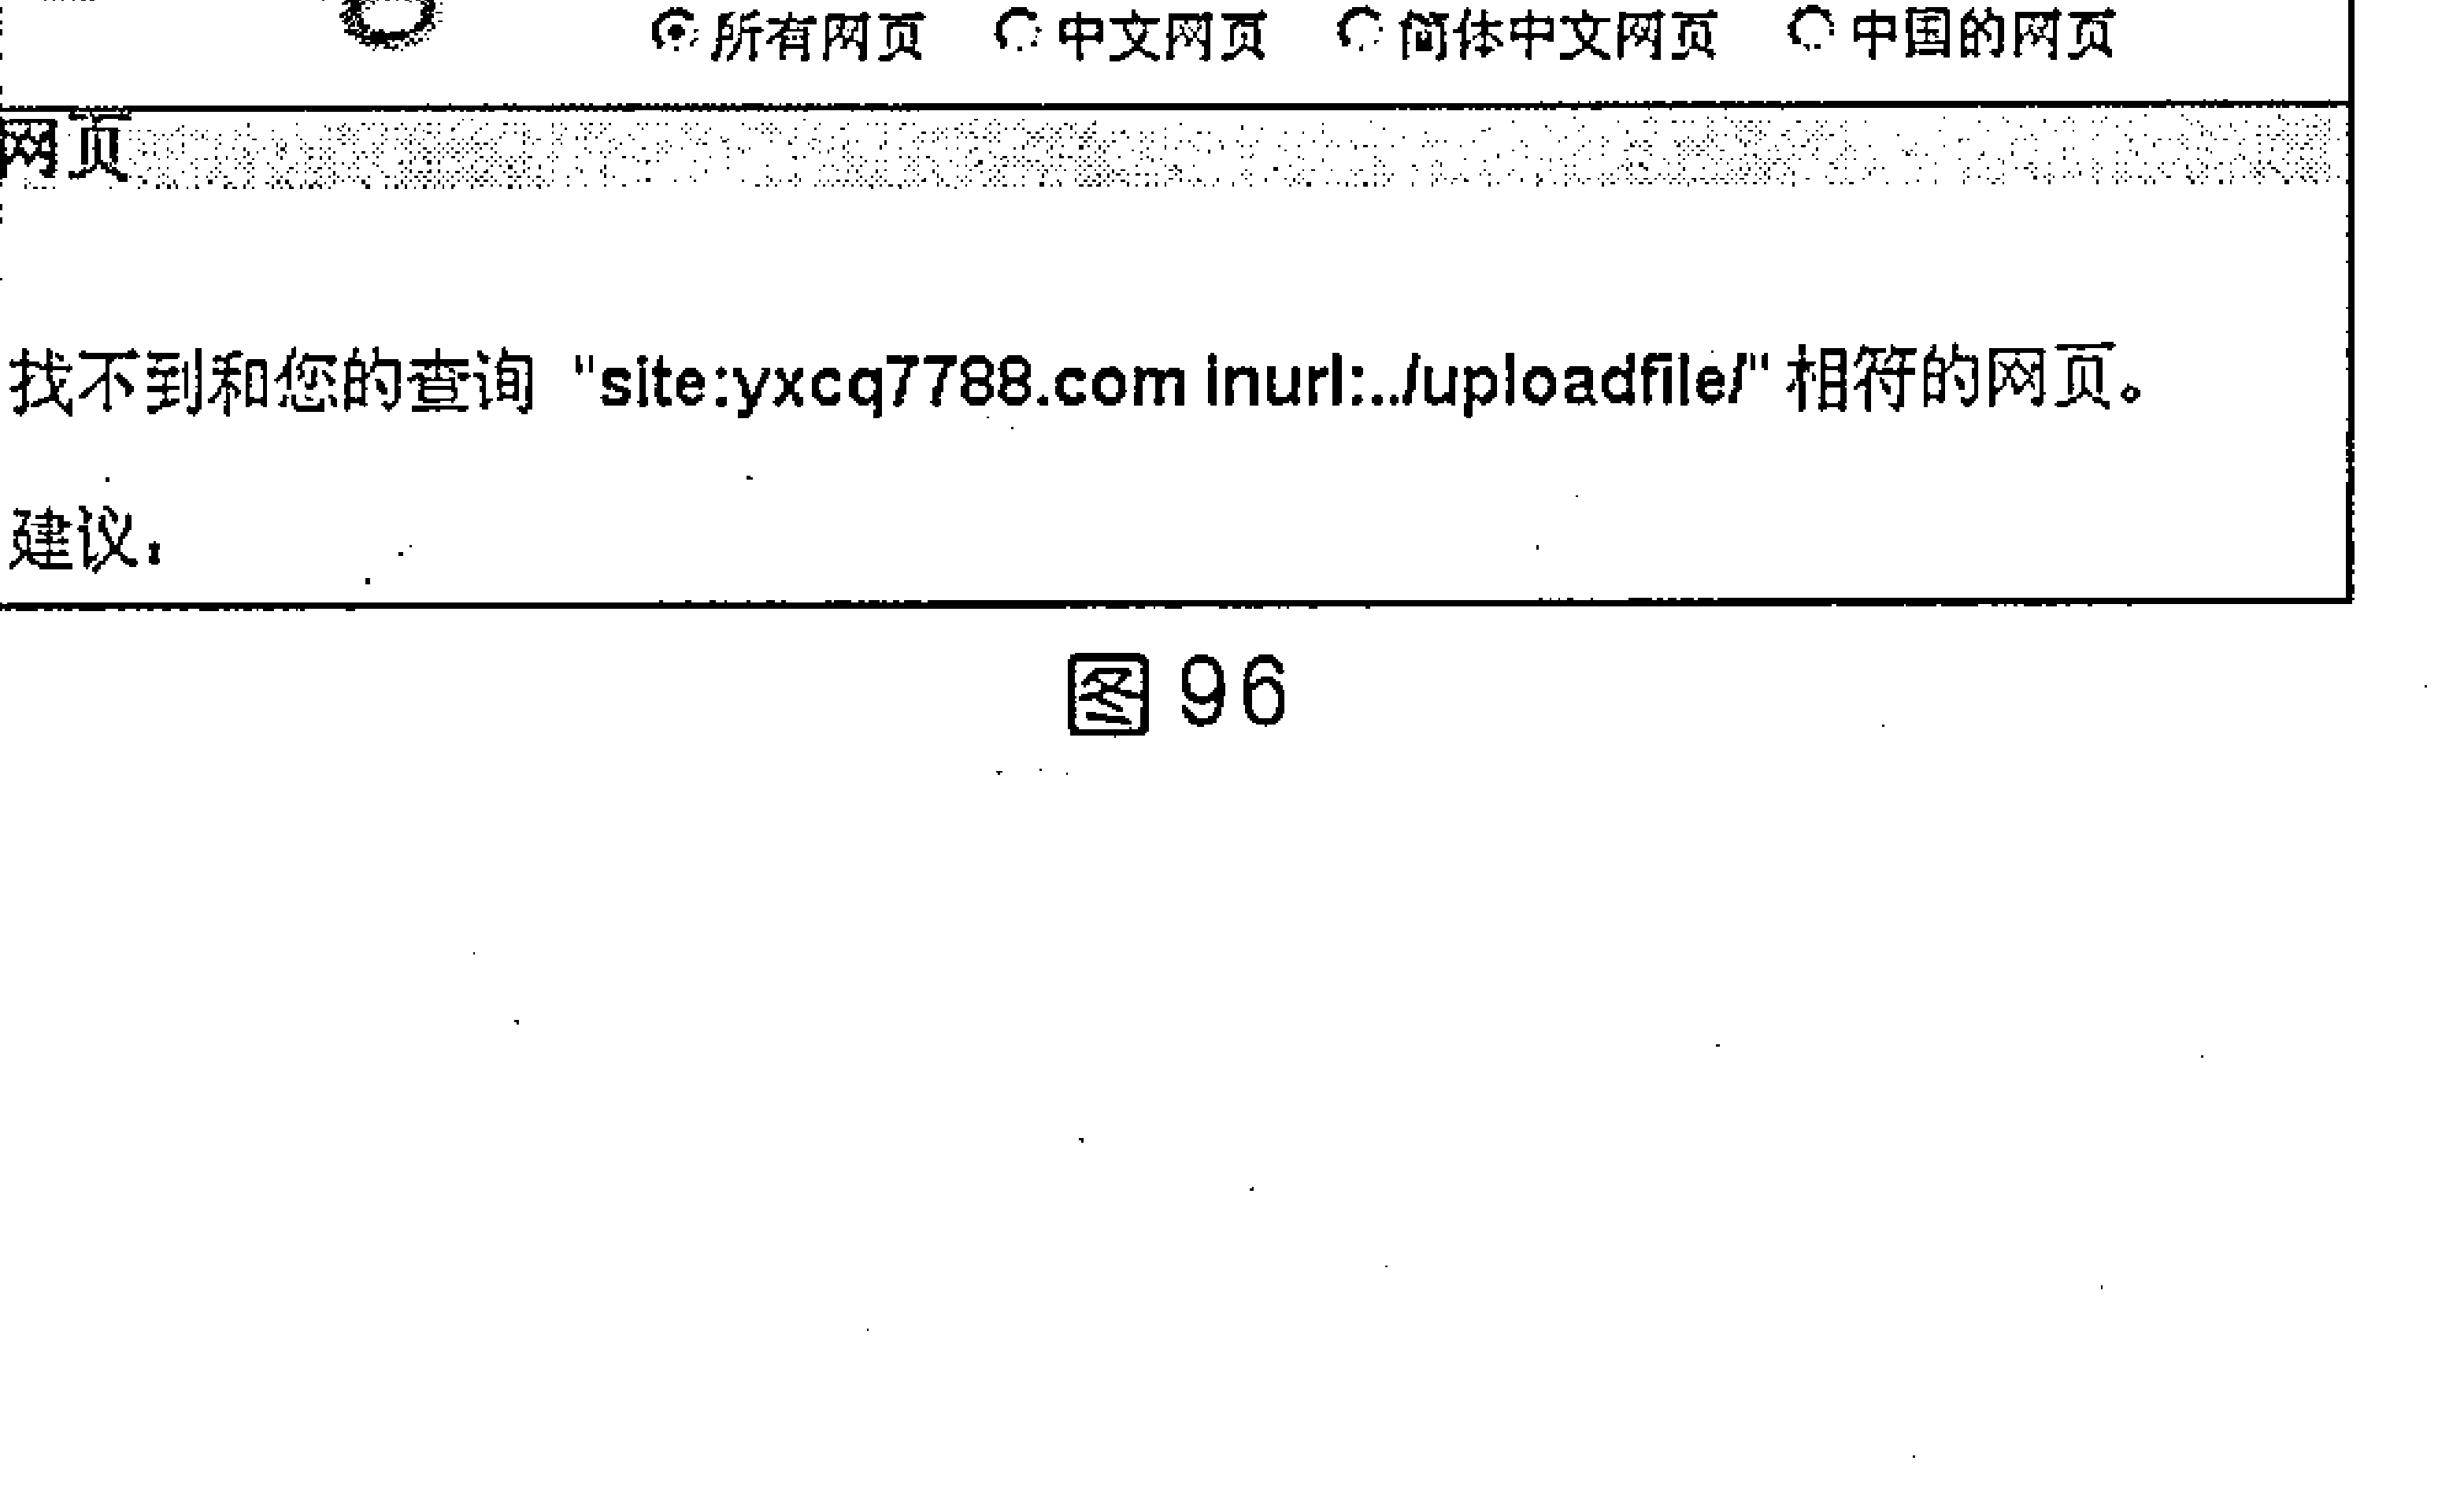 所有网页 中文网页 简体中文网页 中国的网页
网页
找不到和您的查询 "site:yxcq7788.com inurl:../uploadfile/" 相符的网页。
建议：
图 96